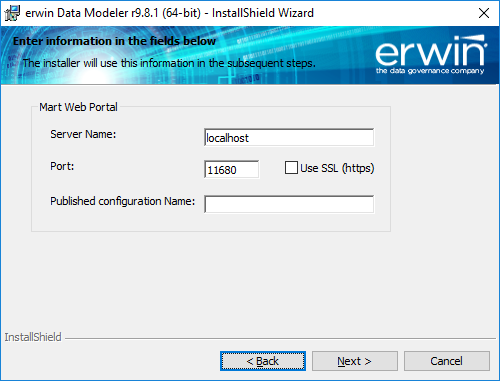 erwin Data Modeler r9.8.1 (64-bit) - InstallShield Wizard
Enter information in the fields below
The installer will use this information in the subsequent steps.
erwin
the data governance company
Mart Web Portal
Server Name:
localhost
Port:
11680
Use SSL (https)
Published configuration Name:
InstallShield
< Back
Next >
Cancel